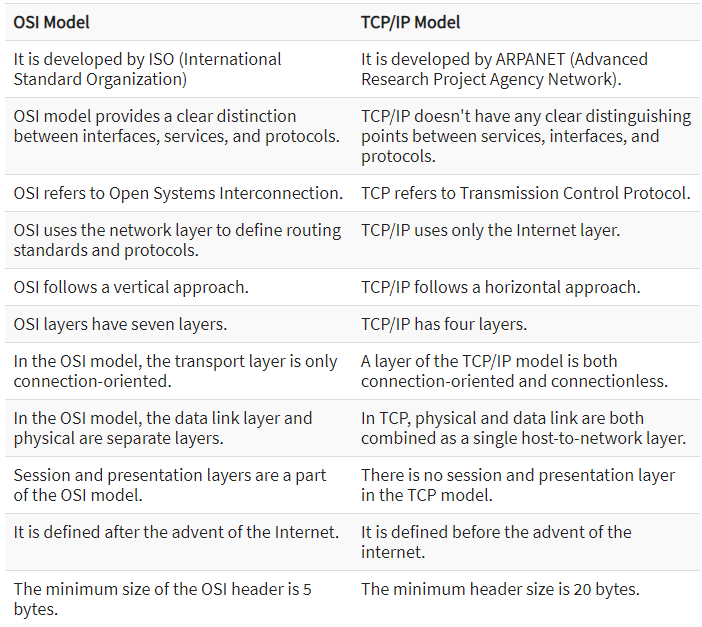 OSI Model
TCP/IP Model
It is developed by ISO (International
Standard Organization)
It is developed by ARPANET (Advanced
Research Project Agency Network).
OSI model provides a clear distinction
between interfaces, services, and protocols.
TCP/IP doesn't have any clear distinguishing
points between services, interfaces, and
protocols.
OSI refers to Open Systems Interconnection.
TCP refers to Transmission Control Protocol.
OSI uses the network layer to define routing
standards and protocols.
TCP/IP uses only the Internet layer.
OSI follows a vertical approach.
TCP/IP follows a horizontal approach.
OSI layers have seven layers.
TCP/IP has four layers.
In the OSI model, the transport layer is only
connection-oriented.
A layer of the TCP/IP model is both
connection-oriented and connectionless.
In the OSI model, the data link layer and
physical are separate layers.
In TCP, physical and data link are both
combined as a single host-to-network layer.
Session and presentation layers are a part
of the OSI model.
There is no session and presentation layer
in the TCP model.
It is defined after the advent of the Internet.
It is defined before the advent of the
internet.
The minimum size of the OSI header is 5
bytes.
The minimum header size is 20 bytes.